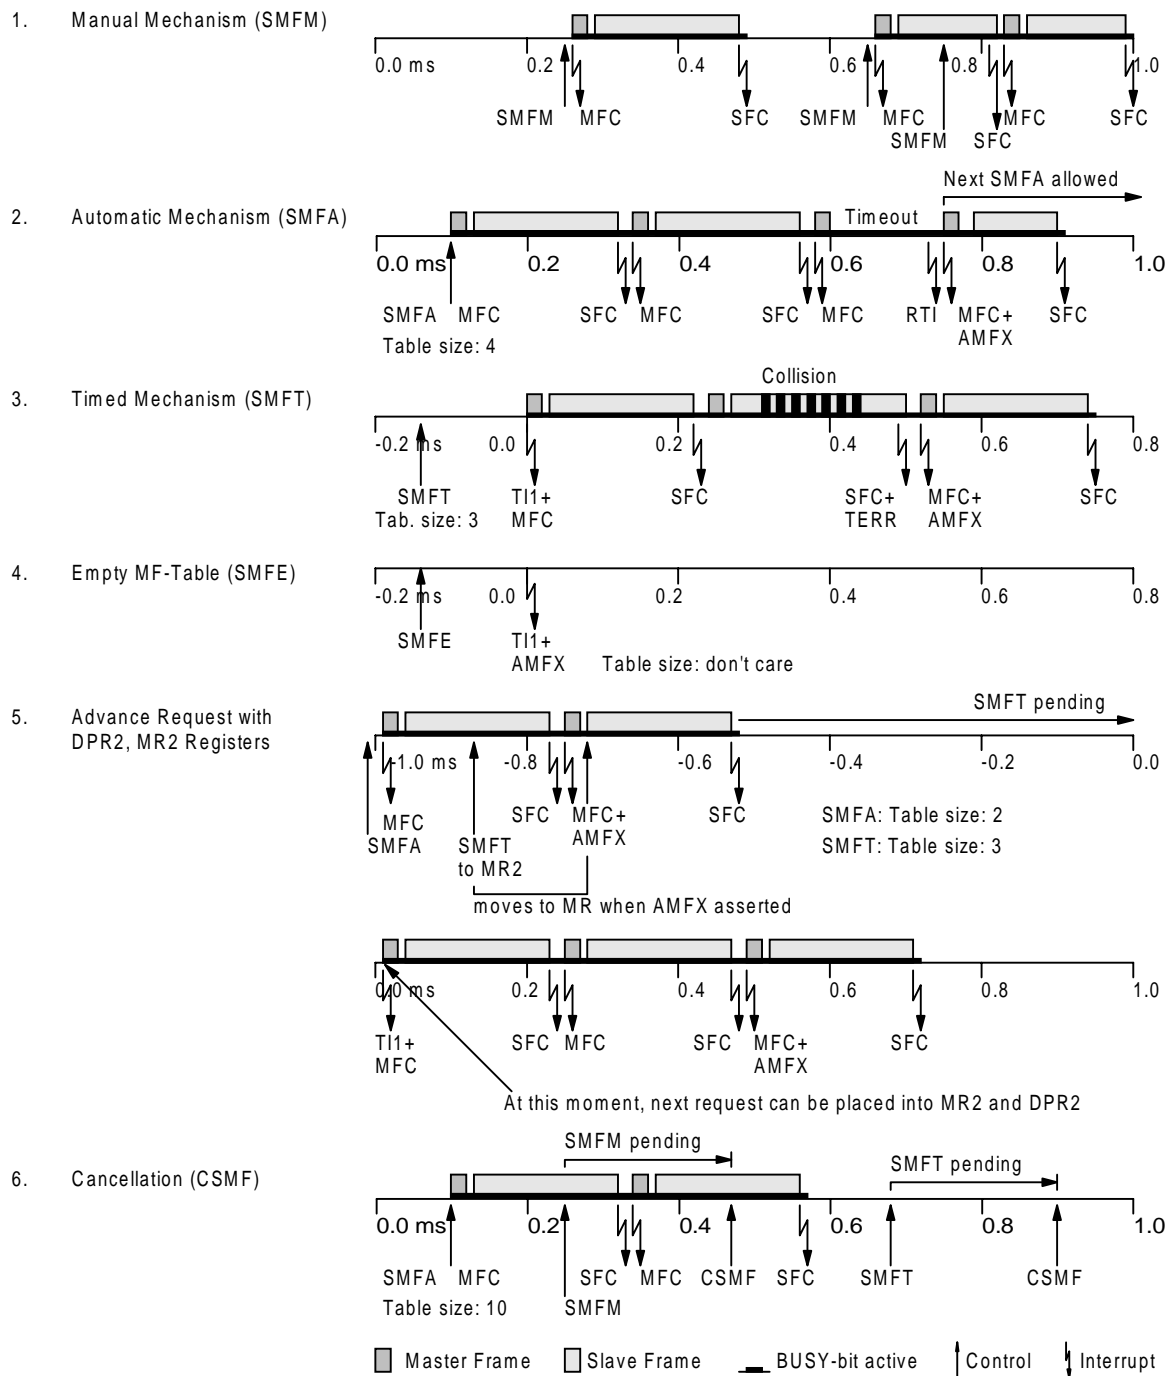 1. Manual Mechanism (SMFM)
0.0 ms 0.2 0.4 0.6 0.8 1.0
SMFM MFC SFC SMFM MFC MFC SFC
SMFM SFC
Next SMFA allowed
2. Automatic Mechanism (SMFA) Timeout
0.0 ms 0.2 0.4 0.6 0.8 1.0
SMFA MFC SFC MFC SFC MFC RTI MFC+ SFC
AMFX
Table size: 4
Collision
3. Timed Mechanism (SMFT)
-0.2 ms 0.0 0.2 0.4 0.6 0.8
SMFT TI1+ SFC SFC+ MFC+ SFC
Tab. size: 3 MFC TERR AMFX
4. Empty MF-Table (SMFE)
-0.2 ms 0.0 0.2 0.4 0.6 0.8
SMFE TI1+
AMFX Table size: don't care
5. Advance Request with SMFT pending
DPR2, MR2 Registers
-1.0 ms -0.8 -0.6 -0.4 -0.2 0.0
MFC SFC MFC+ SFC SMFA: Table size: 2
AMFX
SMFA SMFT SMFT: Table size: 3
to MR2
moves to MR when AMFX asserted
0.0 ms 0.2 0.4 0.6 0.8 1.0
TI1+ SFC MFC SFC MFC+ SFC
MFC AMFX
At this moment, next request can be placed into MR2 and DPR2
SMFM pending
SMFT pending
6. Cancellation (CSMF)
0.0 ms 0.2 0.4 0.6 0.8 1.0
SMFA MFC SFC MFC CSMF SFC SMFT CSMF
Table size: 10 SMFM
Master Frame Slave Frame BUSY-bit active Control Interrupt